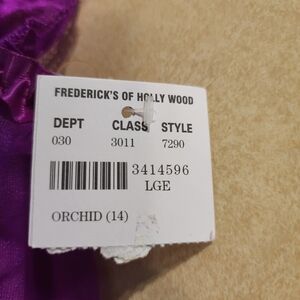 FREDERICK'S OF HOLLY WOOD
DEPT CLASS STYLE
030 3011 7290
3414596
LGE
ORCHID (14)